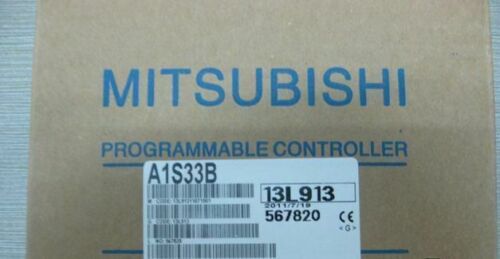 MITSUBISHI
PROGRAMMABLE CONTROLLER
A1S33B
13L913
2011/7/19
567820 CE
<G>